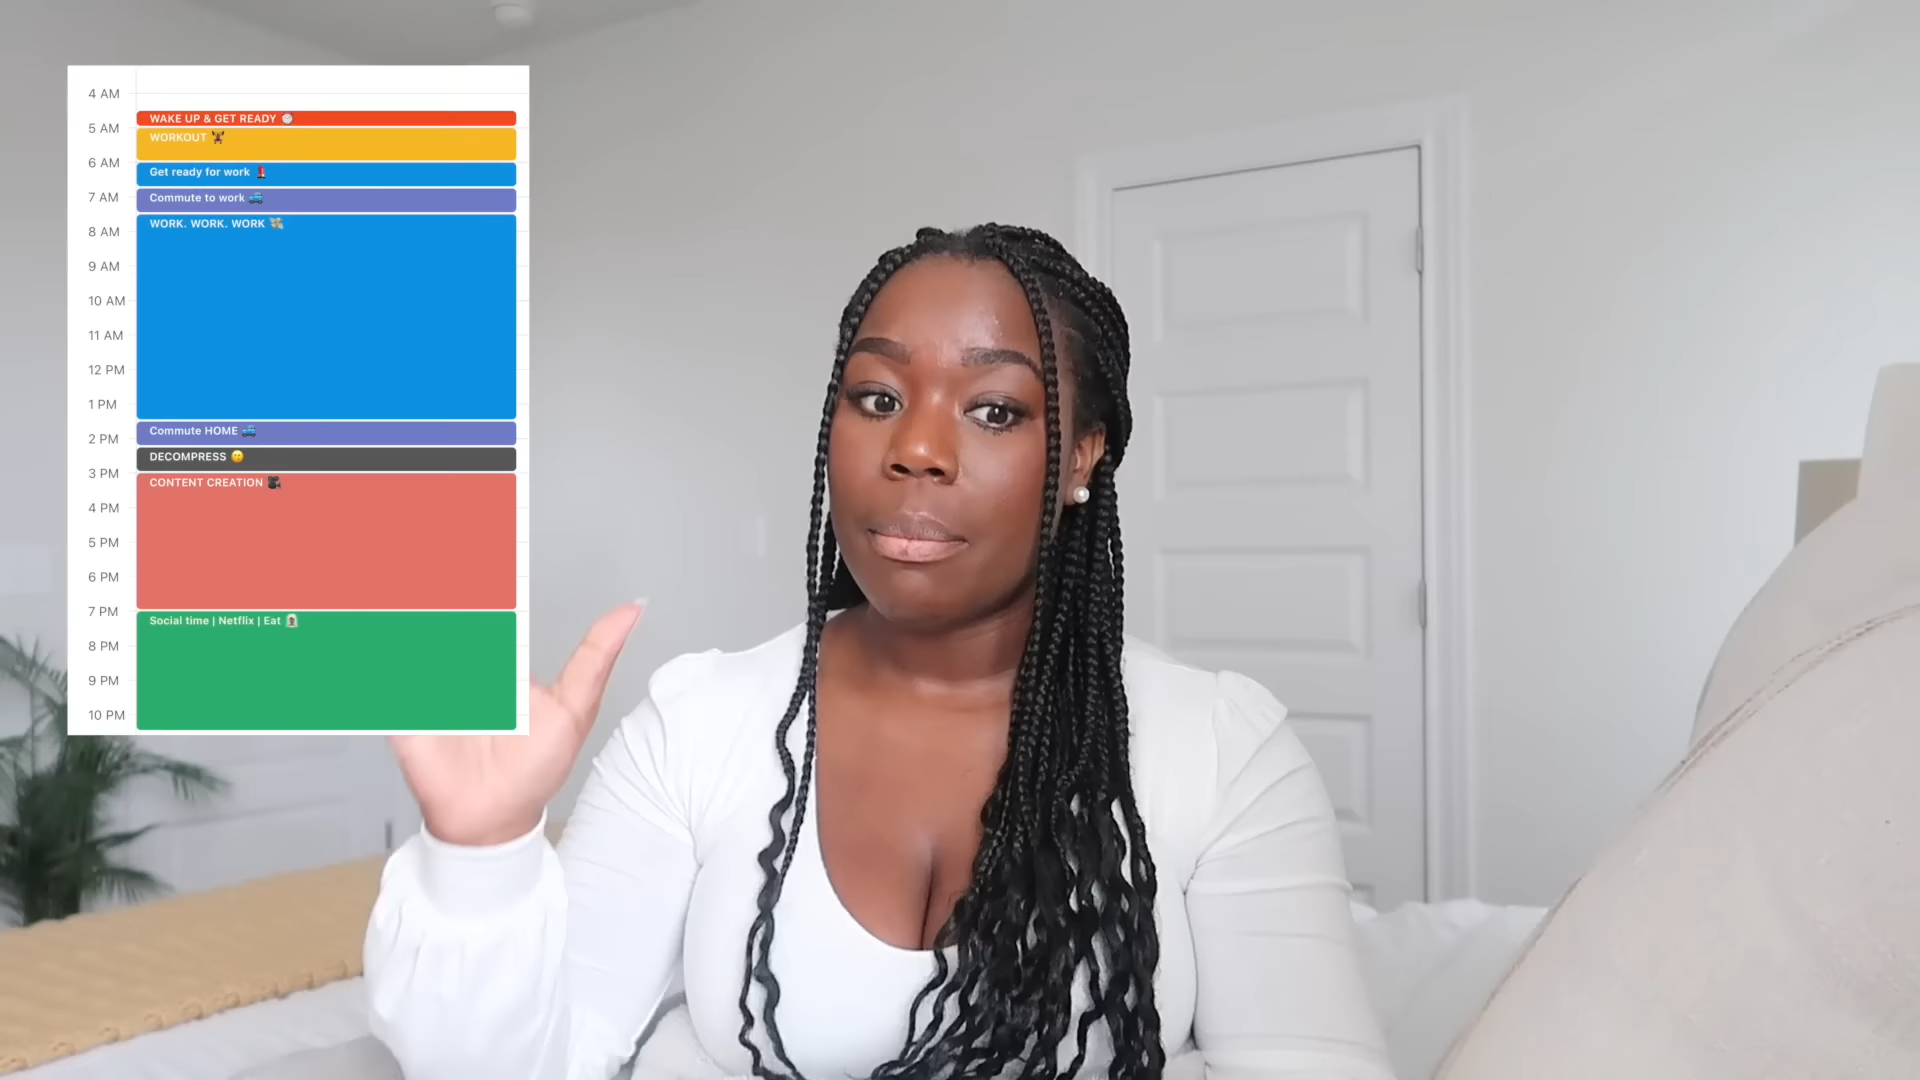 4 AM
WAKE UP & GET READY
5 AM
WORKOUT 🏋🏿‍♀️
6 AM
Get ready for work 💄
7 AM
Commute to work 🚙
WORK. WORK. WORK 💸
8 AM
9 AM
10 AM
11 AM
12 PM
1 PM
Commute HOME 🚙
2 PM
DECOMPRESS
3 PM
CONTENT CREATION 🎥
4 PM
5 PM
6 PM
7 PM
Social time | Netflix | Eat
8 PM
9 PM
10 PM